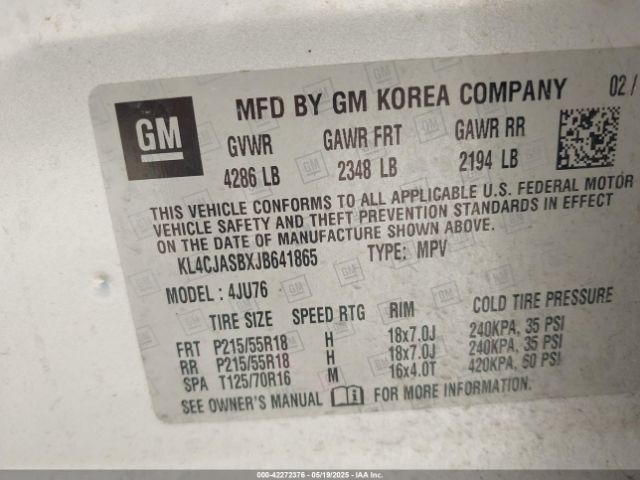 GM
MFD BY GM KOREA COMPANY 02/
GVWR GAWR FRT GAWR RR
4286 LB 2348 LB 2194 LB
THIS VEHICLE CONFORMS TO ALL APPLICABLE U.S. FEDERAL MOTOR
VEHICLE SAFETY AND THEFT PREVENTION STANDARDS IN EFFECT
ON THE DATE OF MANUFACTURE SHOWN ABOVE.
KL4CJASBXJB641865 TYPE: MPV
MODEL: 4JU76
TIRE SIZE SPEED RTG RIM COLD TIRE PRESSURE
FRT P215/55R18 H 18x7.0J 240KPA, 35 PSI
RR P215/55R18 H 18x7.0J 240KPA, 35 PSI
SPA T125/70R16 M 16x4.0T 420KPA, 60 PSI
SEE OWNER'S MANUAL FOR MORE INFORMATION.
000-42272376 - 05/19/2025 - IAA, Inc.